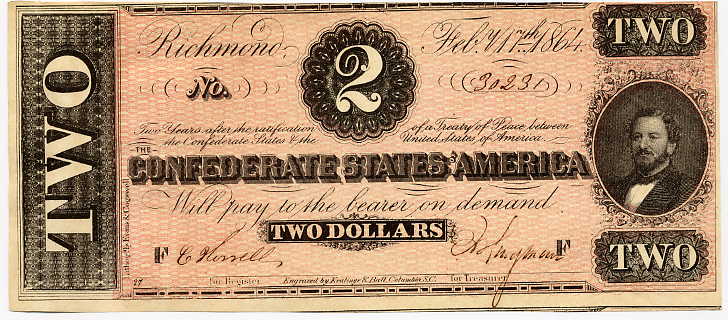 TWO
Richmond, Feb.y 17th 1864.
2
TWO
No. 30231
Two Years after the ratification of a Treaty of Peace between
the Confederate States & the United States of America.
THE
CONFEDERATE STATES OF AMERICA
Will pay to the bearer on demand
TWO DOLLARS
F F
for Register. for Treasurer
27 Engraved by Keatinge & Ball, Columbia, S.C.
TWO